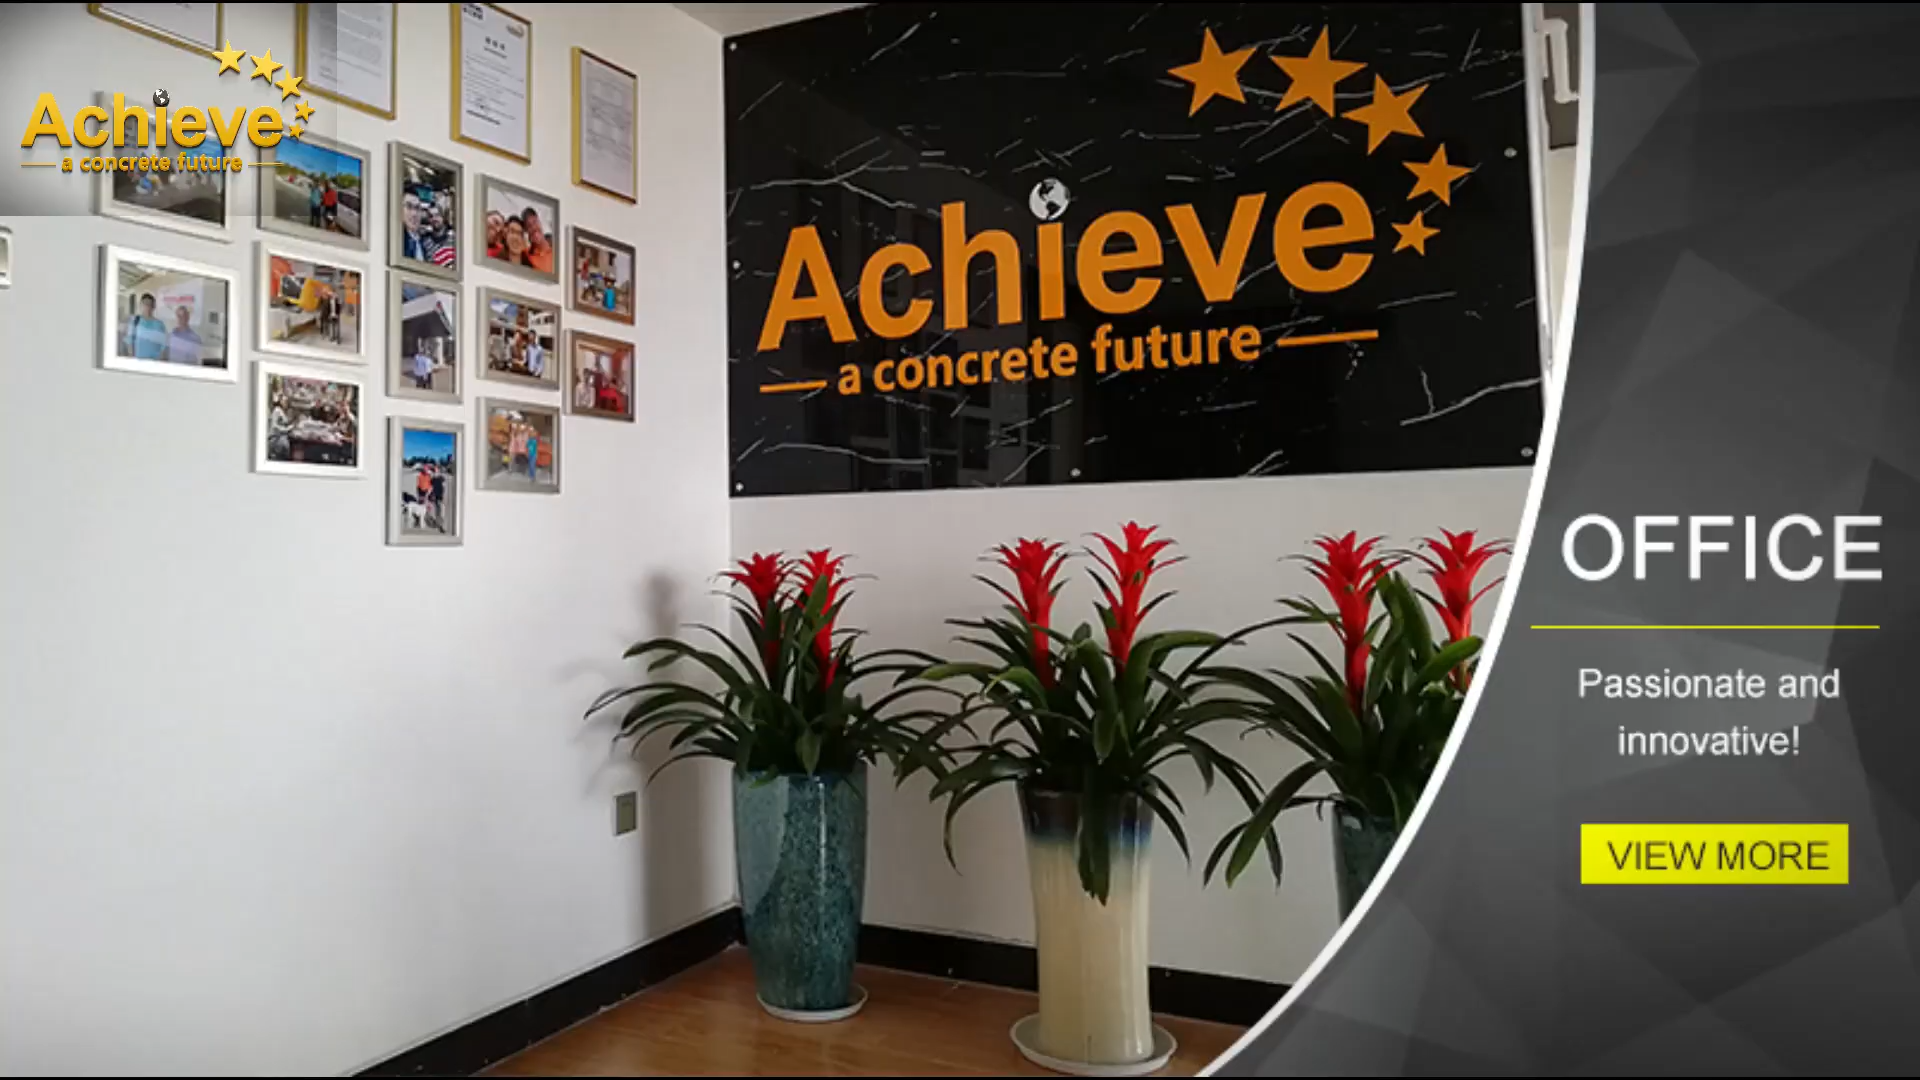 Achieve
a concrete future
Achieve
a concrete future
OFFICE
Passionate and
innovative!
VIEW MORE